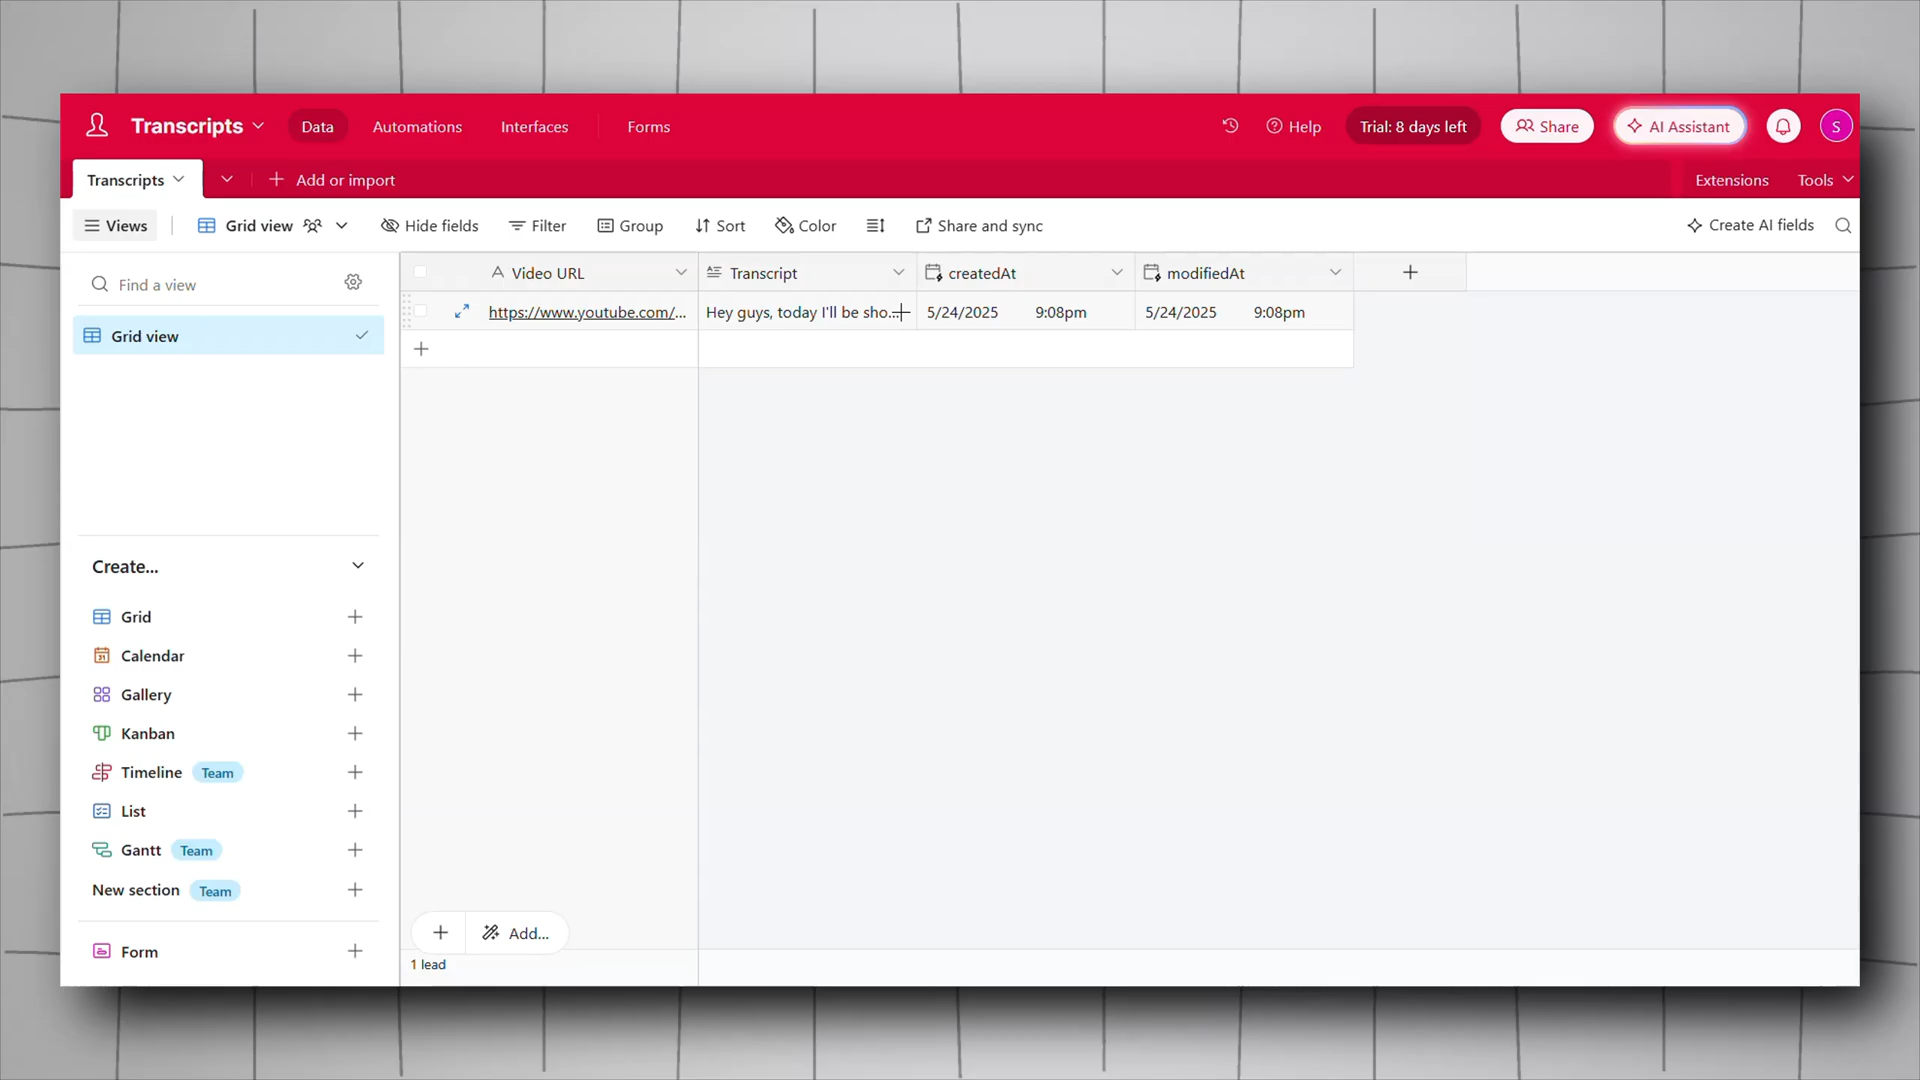 Transcripts Data Automations Interfaces Forms Help Trial: 8 days left Share AI Assistant S
Transcripts Add or import Extensions Tools
Views Grid view Hide fields Filter Group Sort Color Share and sync Create AI fields
Find a view
Video URL Transcript createdAt modifiedAt
https://www.youtube.com/... Hey guys, today I'll be sho... 5/24/2025 9:08pm 5/24/2025 9:08pm
Grid view
Create...
Grid
Calendar
Gallery
Kanban
Timeline Team
List
Gantt Team
New section Team
Add...
Form
1 lead